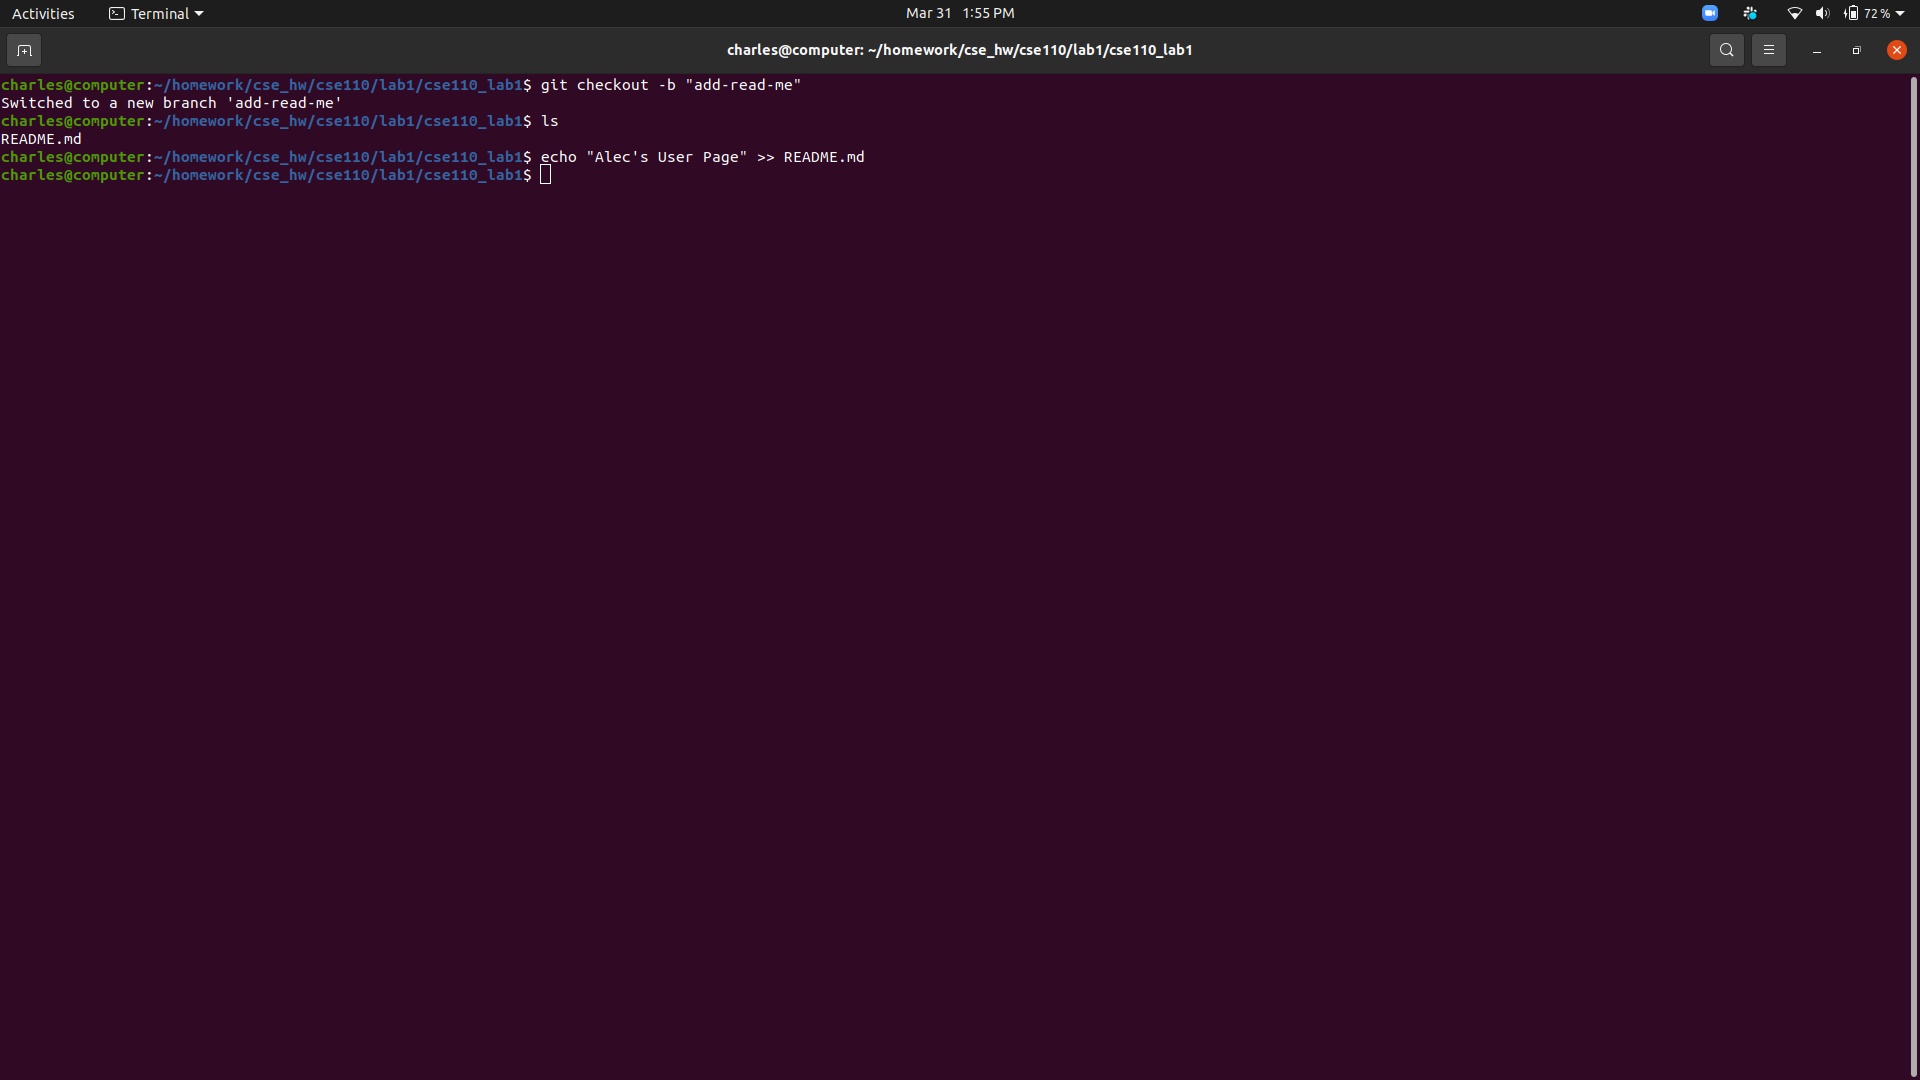 Activities Terminal Mar 31 1:55 PM 72 %
charles@computer: ~/homework/cse_hw/cse110/lab1/cse110_lab1
charles@computer:~/homework/cse_hw/cse110/lab1/cse110_lab1$ git checkout -b "add-read-me"
Switched to a new branch 'add-read-me'
charles@computer:~/homework/cse_hw/cse110/lab1/cse110_lab1$ ls
README.md
charles@computer:~/homework/cse_hw/cse110/lab1/cse110_lab1$ echo "Alec's User Page" >> README.md
charles@computer:~/homework/cse_hw/cse110/lab1/cse110_lab1$